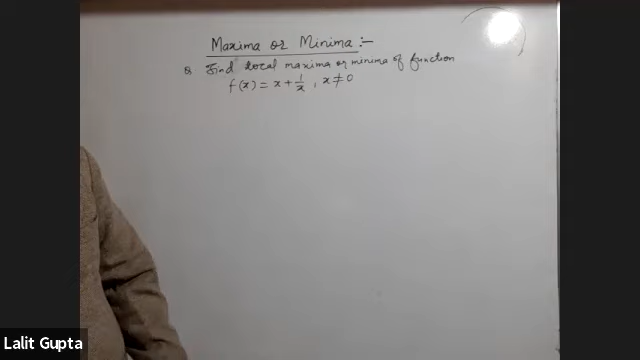 Maxima or Minima :-
Q Find local maxima or minima of function
f(x) = x + 1/x , x ≠ 0
Lalit Gupta